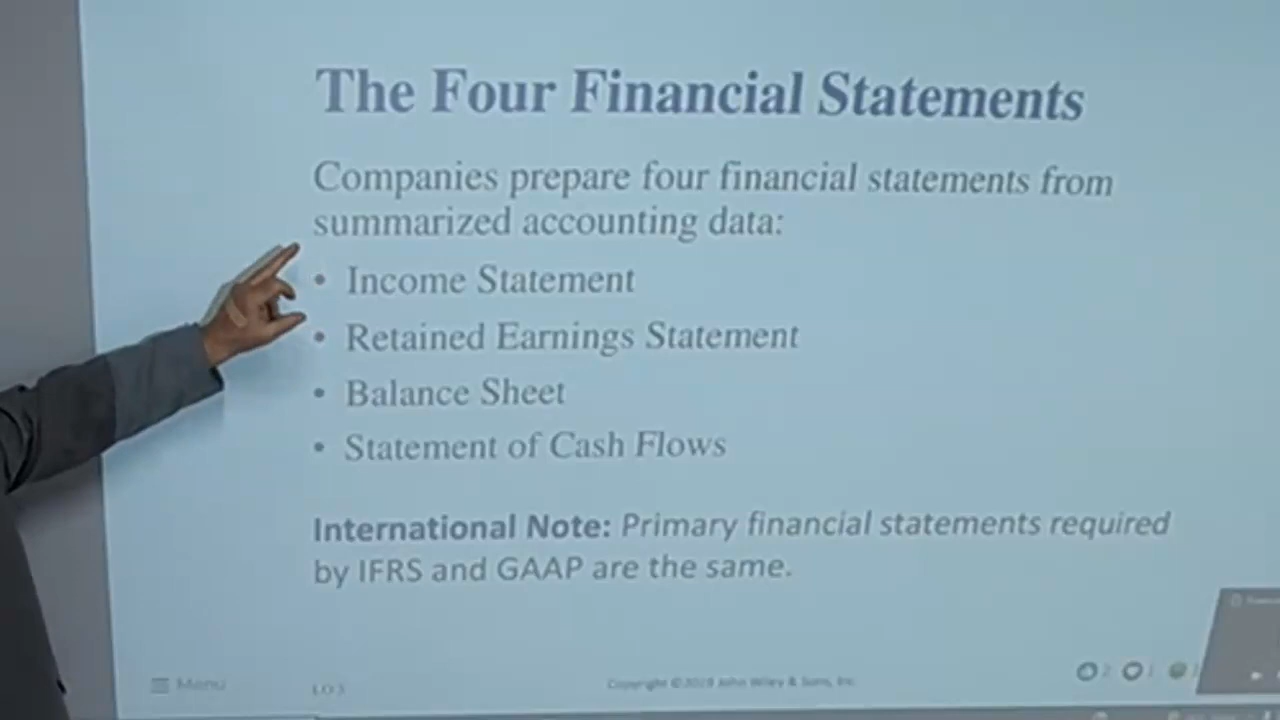 The Four Financial Statements
Companies prepare four financial statements from
summarized accounting data:
• Income Statement
• Retained Earnings Statement
• Balance Sheet
• Statement of Cash Flows
International Note: Primary financial statements required
by IFRS and GAAP are the same.
Menu
LO 3
Copyright ©2019 John Wiley & Sons, Inc.